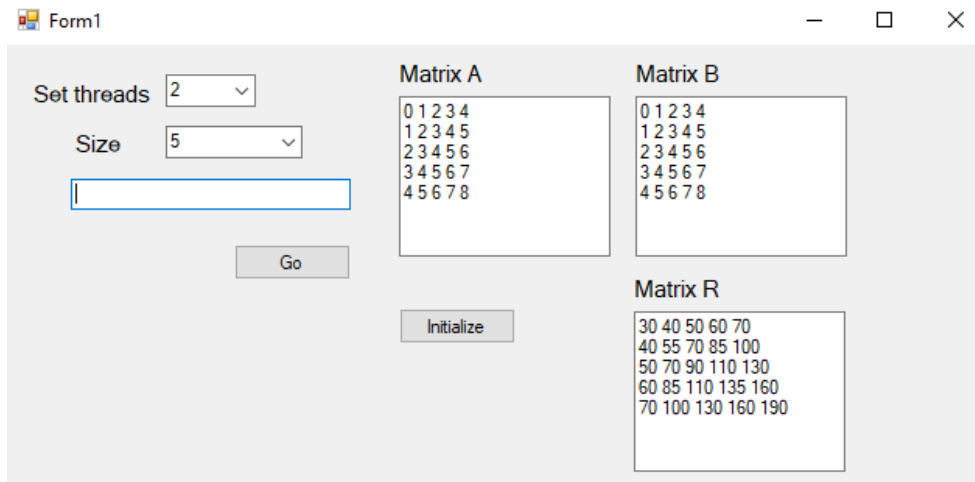 Form1
Set threads 2
Size 5
Go
Matrix A
0 1 2 3 4
1 2 3 4 5
2 3 4 5 6
3 4 5 6 7
4 5 6 7 8
Initialize
Matrix B
0 1 2 3 4
1 2 3 4 5
2 3 4 5 6
3 4 5 6 7
4 5 6 7 8
Matrix R
30 40 50 60 70
40 55 70 85 100
50 70 90 110 130
60 85 110 135 160
70 100 130 160 190